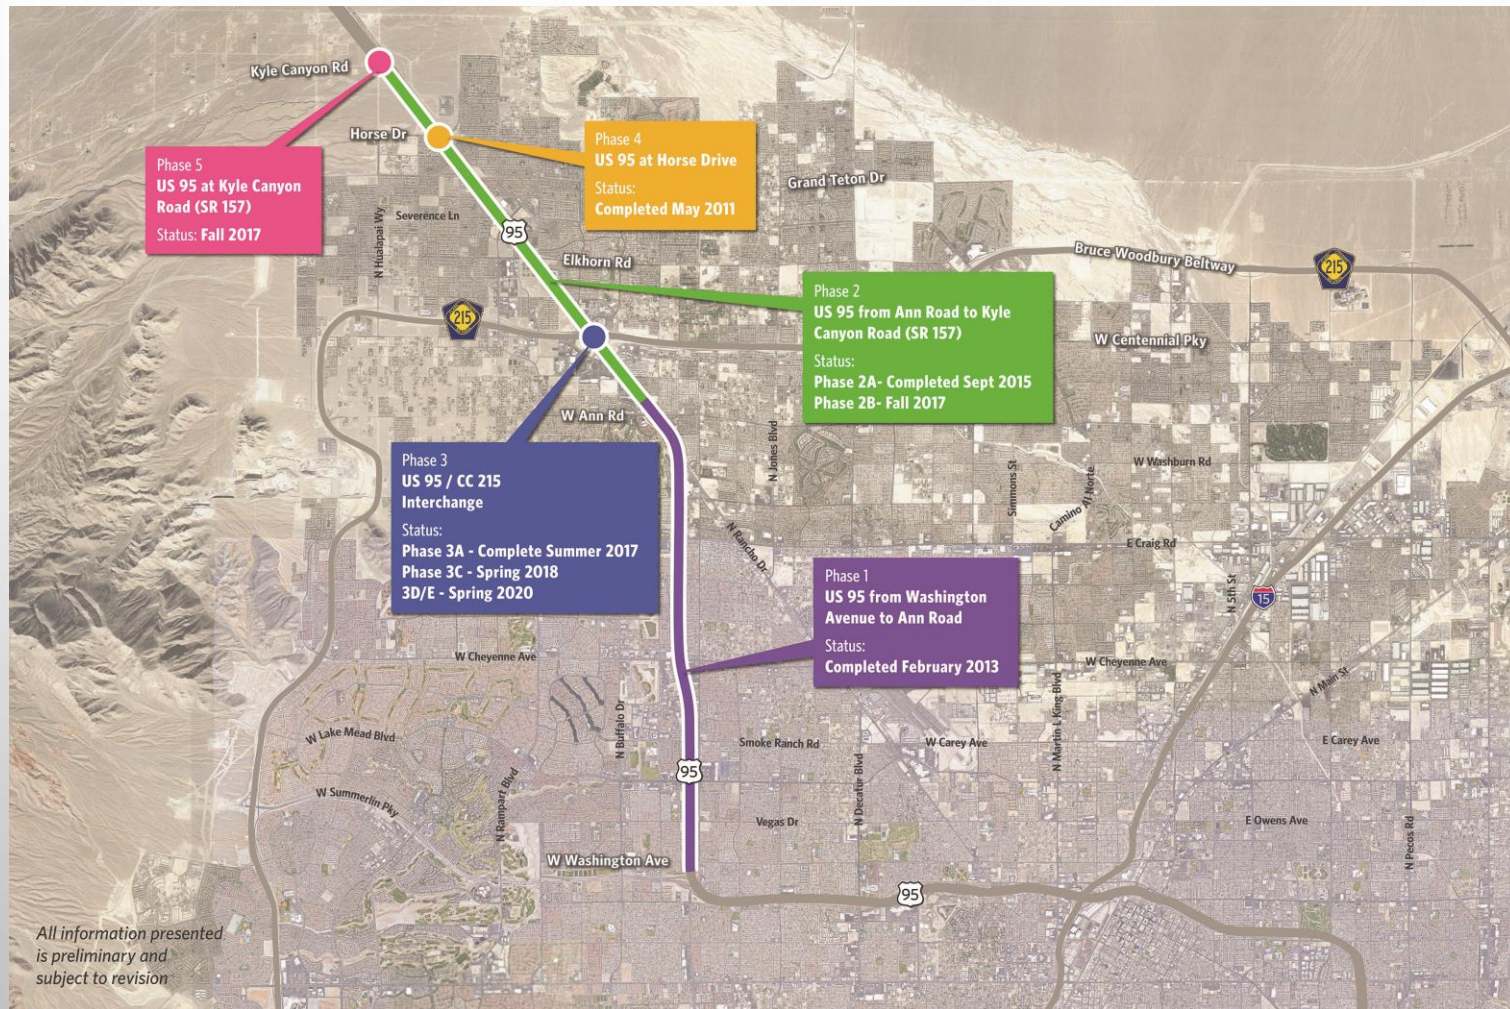 Kyle Canyon Rd
Horse Dr
Phase 5
US 95 at Kyle Canyon
Road (SR 157)
Status: Fall 2017
Phase 4
US 95 at Horse Drive
Status:
Completed May 2011
Grand Teton Dr
N Hualapai Wy
Severence Ln
95
Elkhorn Rd
Bruce Woodbury Beltway
215
215
Phase 2
US 95 from Ann Road to Kyle
Canyon Road (SR 157)
Status:
Phase 2A- Completed Sept 2015
Phase 2B- Fall 2017
W Centennial Pky
W Ann Rd
Phase 3
US 95 / CC 215
Interchange
Status:
Phase 3A - Complete Summer 2017
Phase 3C - Spring 2018
3D/E - Spring 2020
N Jones Blvd
Simmons St
Camino Al Norte
W Washburn Rd
N Rancho Dr
E Craig Rd
N 5th St
15
Phase 1
US 95 from Washington
Avenue to Ann Road
Status:
Completed February 2013
W Cheyenne Ave
W Cheyenne Ave
N Main St
W Lake Mead Blvd
N Buffalo Dr
Smoke Ranch Rd
W Carey Ave
N Martin L King Blvd
E Carey Ave
95
W Summerlin Pky
N Rampart Blvd
Vegas Dr
N Decatur Blvd
E Owens Ave
N Pecos Rd
W Washington Ave
95
All information presented
is preliminary and
subject to revision